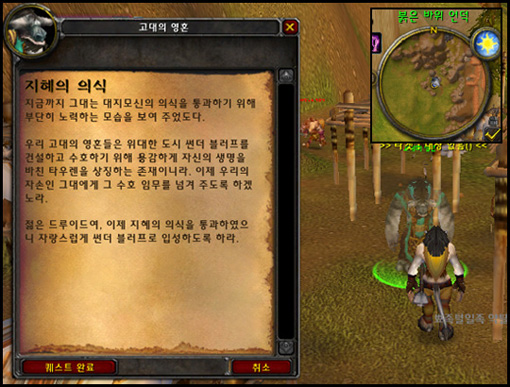 고대의 영혼
지혜의 의식
지금까지 그대는 대지모신의 의식을 통과하기 위해
부단히 노력하는 모습을 보여 주었도다.
우리 고대의 영혼들은 위대한 도시 썬더 블러프를
건설하고 수호하기 위해 용감하게 자신의 생명을
바친 타우렌을 상징하는 존재이니라. 이제 우리의
자손인 그대에게 그 수호 임무를 넘겨 주도록 하겠
노라.
젊은 드루이드여, 이제 지혜의 의식을 통과하였으
니 자랑스럽게 썬더 블러프로 입성하도록 하라.
퀘스트 완료
취소
붉은 바위 언덕
N